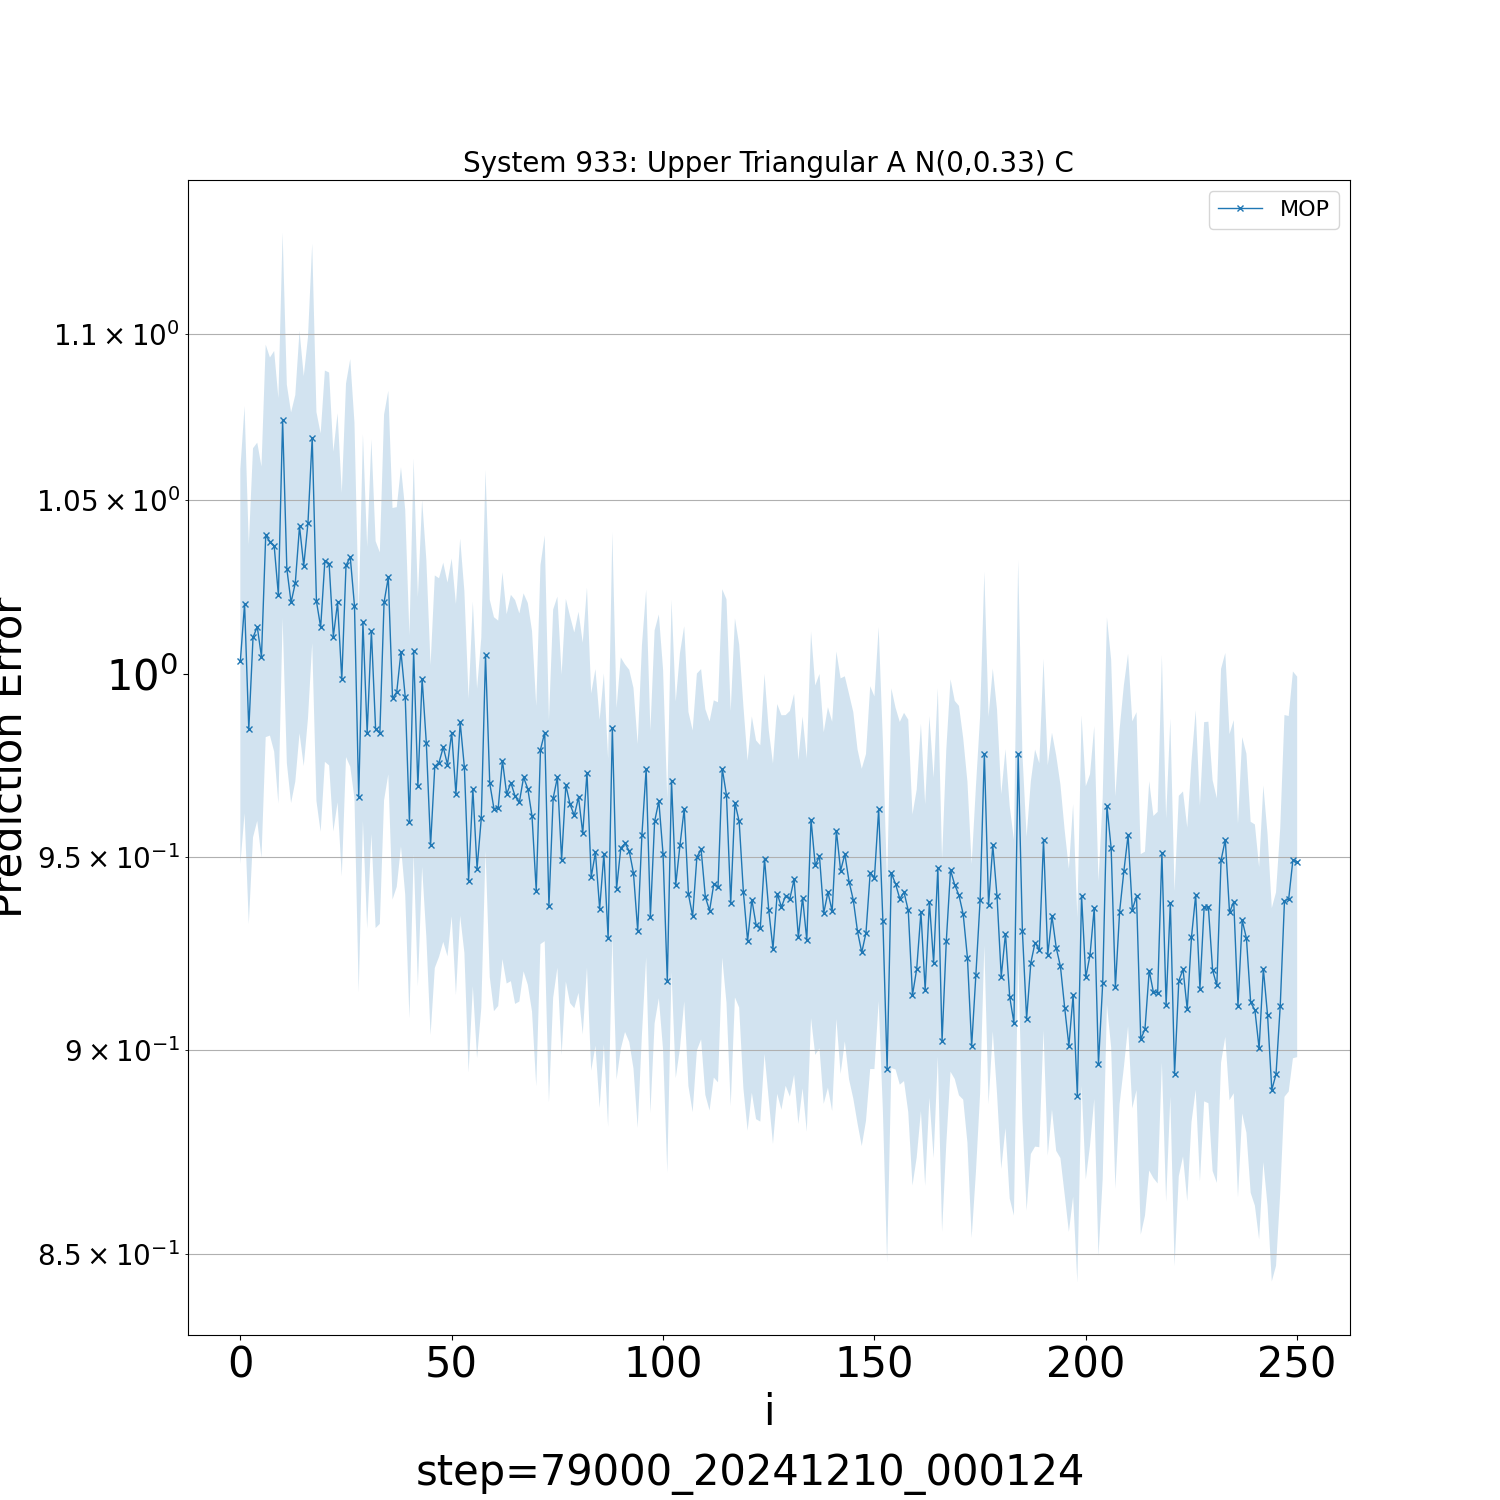 System 933: Upper Triangular A N(0,0.33) C
MOP
Prediction Error
1.1 × 10⁰
1.05 × 10⁰
10⁰
9.5 × 10⁻¹
9 × 10⁻¹
8.5 × 10⁻¹
0 50 100 150 200 250
i
step=79000_20241210_000124